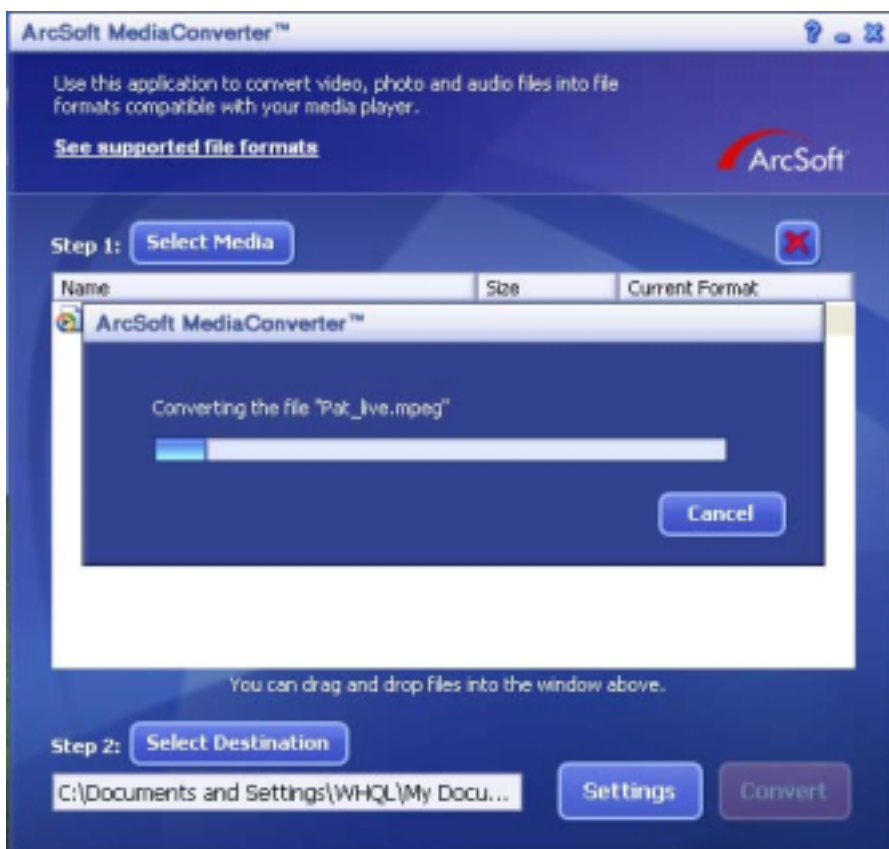 ArcSoft MediaConverter™
Use this application to convert video, photo and audio files into file
formats compatible with your media player.
See supported file formats
ArcSoft
Step 1: Select Media
Name Size Current Format
ArcSoft MediaConverter™
Converting the file "Pat_live.mpeg"
Cancel
You can drag and drop files into the window above.
Step 2: Select Destination
C:\Documents and Settings\WHQL\My Docu...
Settings Convert